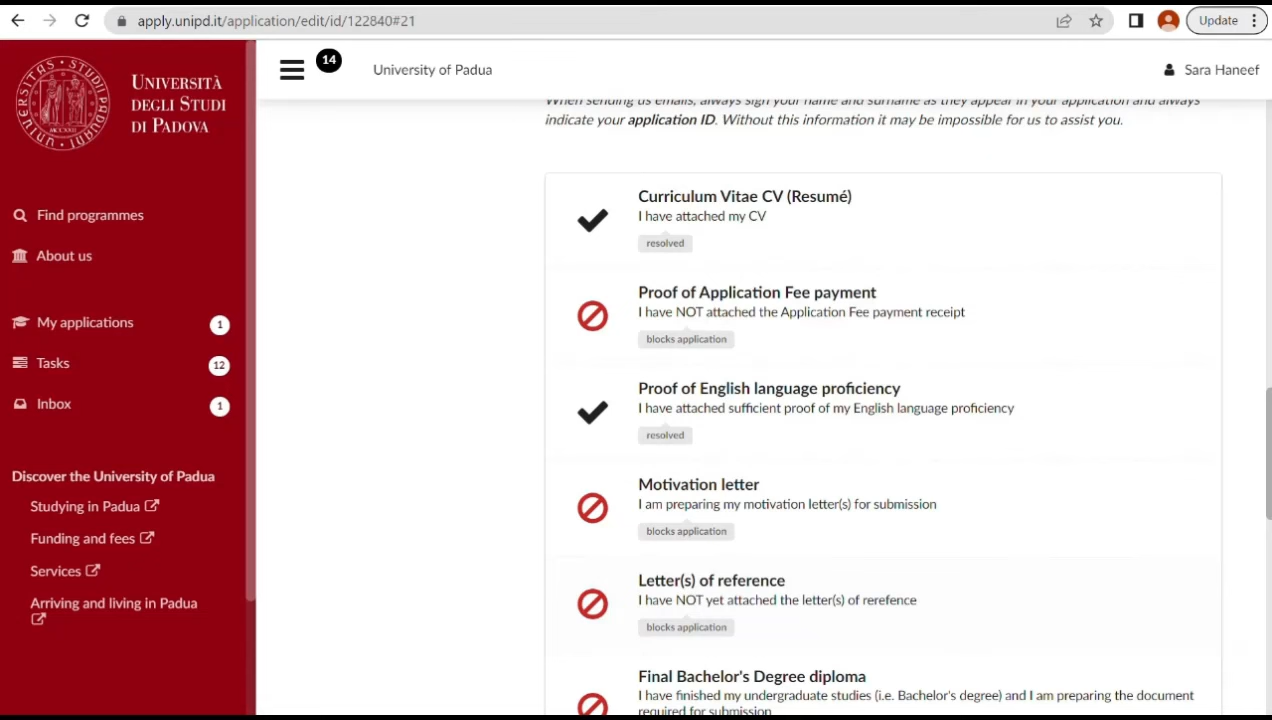 apply.unipd.it/application/edit/id/122840#21
Update
UNIVERSITÀ
DEGLI STUDI
DI PADOVA
14
University of Padua
Sara Haneef
Find programmes
About us
My applications 1
Tasks 12
Inbox 1
Discover the University of Padua
Studying in Padua
Funding and fees
Services
Arriving and living in Padua
When sending us emails, always sign your name and surname as they appear in your application and always
indicate your application ID. Without this information it may be impossible for us to assist you.
Curriculum Vitae CV (Resumé)
I have attached my CV
resolved
Proof of Application Fee payment
I have NOT attached the Application Fee payment receipt
blocks application
Proof of English language proficiency
I have attached sufficient proof of my English language proficiency
resolved
Motivation letter
I am preparing my motivation letter(s) for submission
blocks application
Letter(s) of reference
I have NOT yet attached the letter(s) of rerefence
blocks application
Final Bachelor's Degree diploma
I have finished my undergraduate studies (i.e. Bachelor's degree) and I am preparing the document
required for submission